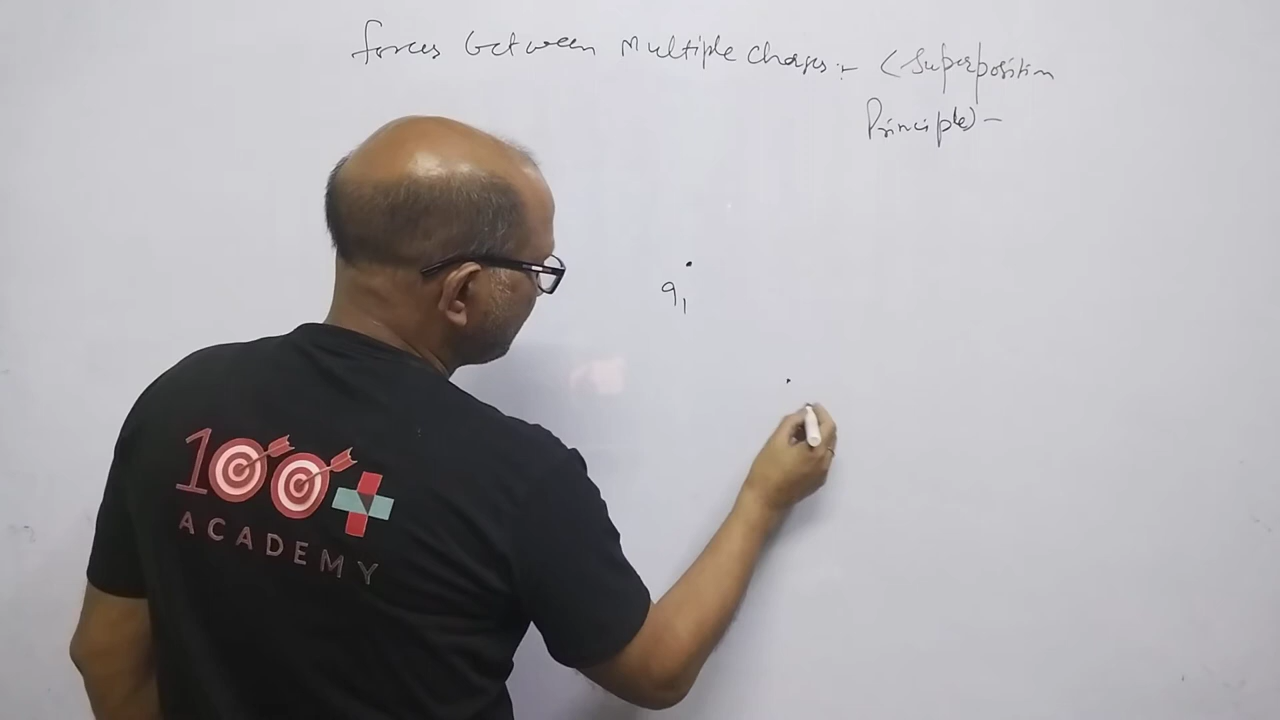 Forces between Multiple Charges :- (Superposition
Principle) -
q1
100+
ACADEMY